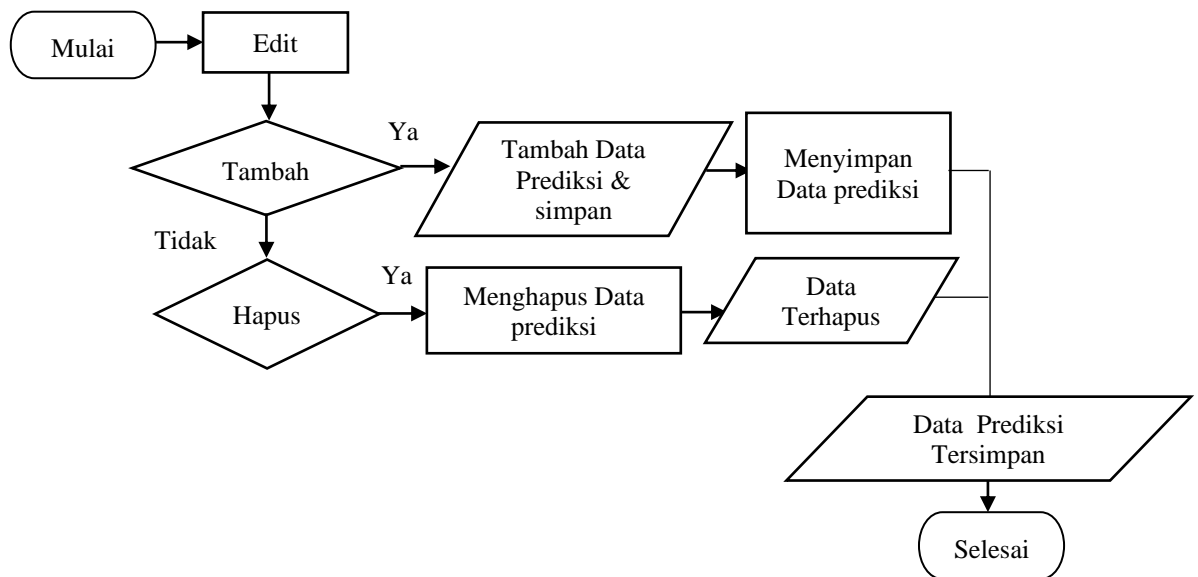 Mulai
Edit
Ya
Tambah
Tambah Data
Prediksi &
simpan
Menyimpan
Data prediksi
Tidak
Ya
Hapus
Menghapus Data
prediksi
Data
Terhapus
Data  Prediksi
Tersimpan
Selesai